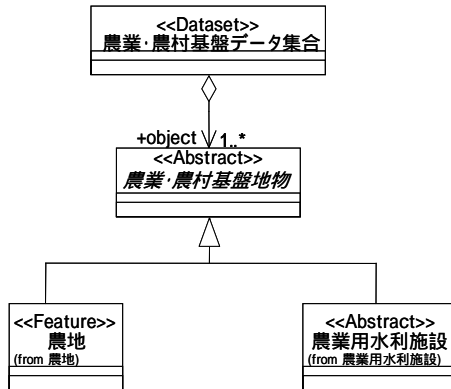 <<Dataset>>
農業・農村基盤データ集合
+object 1..*
<<Abstract>>
農業・農村基盤地物
<<Feature>>
農地
(from 農地)
<<Abstract>>
農業用水利施設
(from 農業用水利施設)